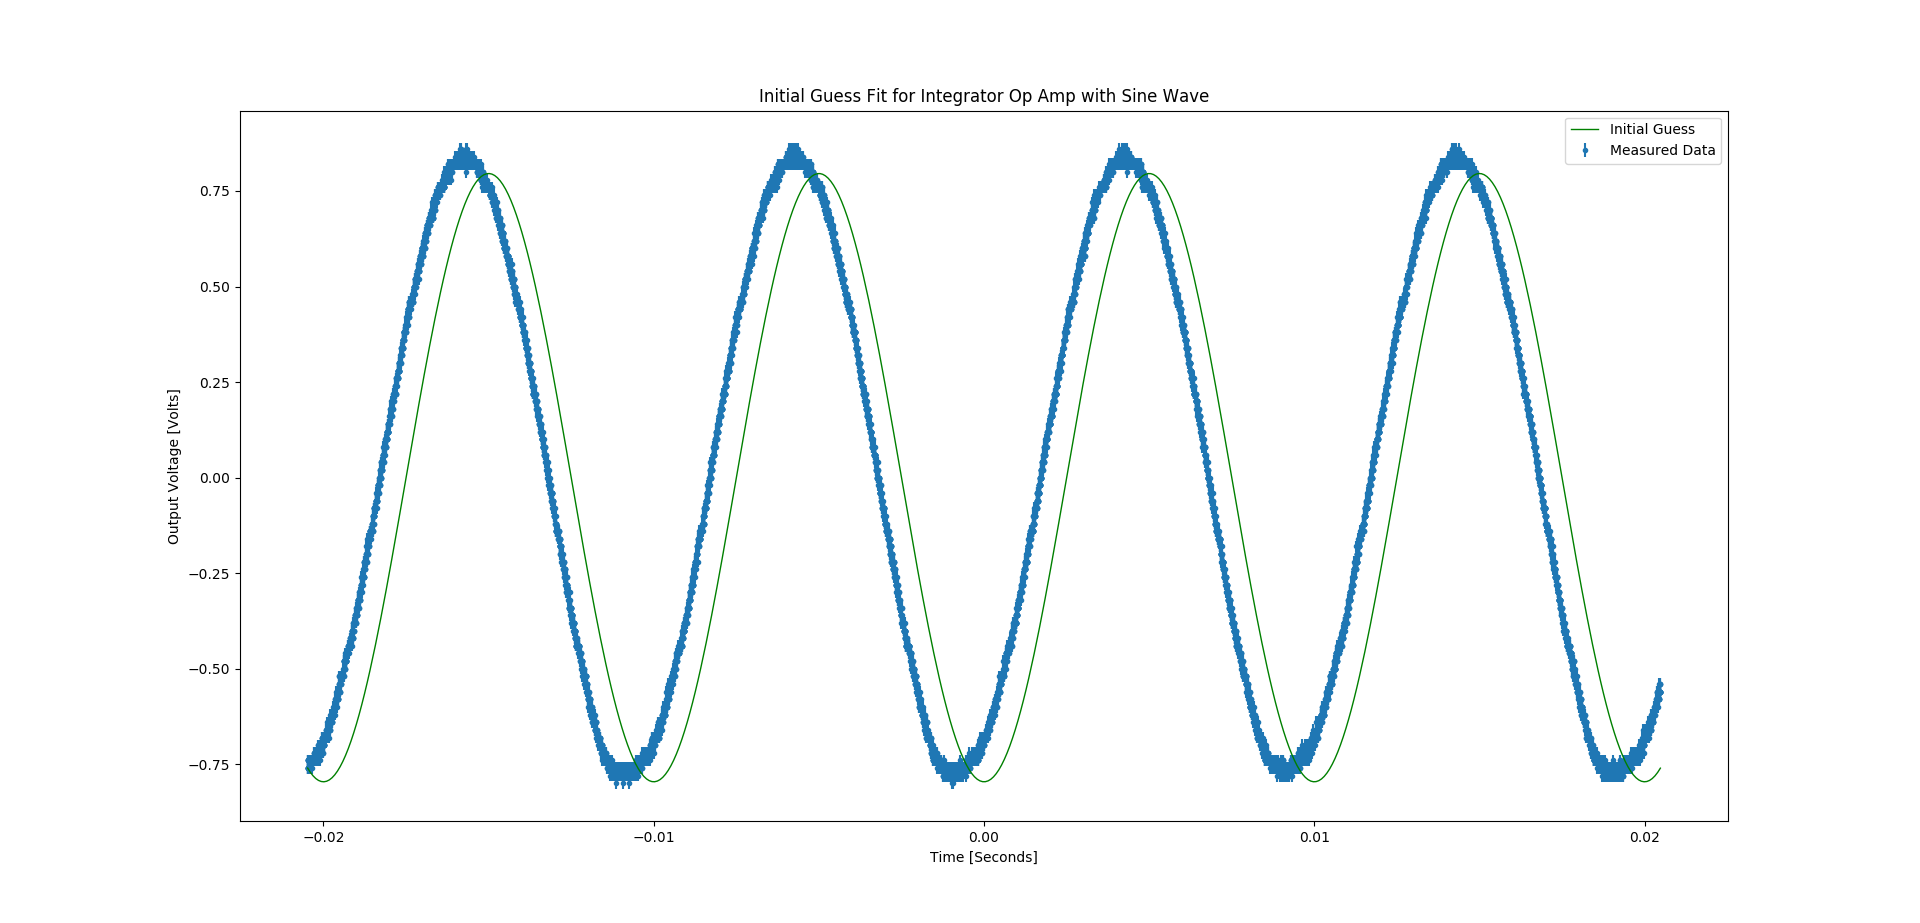 Initial Guess Fit for Integrator Op Amp with Sine Wave
Initial Guess
Measured Data
0.75
0.50
0.25
0.00
−0.25
−0.50
−0.75
Output Voltage [Volts]
−0.02
−0.01
0.00
0.01
0.02
Time [Seconds]